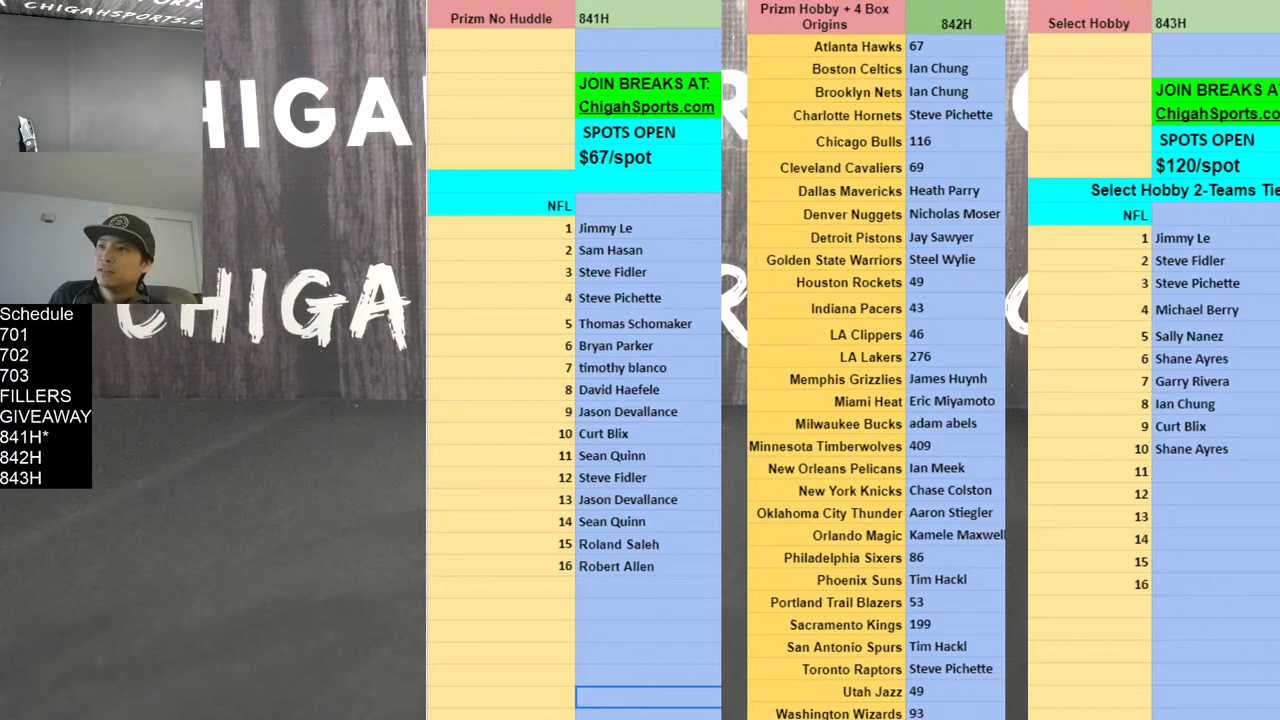 CHIGAHSPORTS.COM
HIGA
CHIGA
Schedule
701
702
703
FILLERS
GIVEAWAY
841H*
842H
843H
Prizm No Huddle 841H
JOIN BREAKS AT:
ChigahSports.com
SPOTS OPEN
$67/spot
NFL
1 Jimmy Le
2 Sam Hasan
3 Steve Fidler
4 Steve Pichette
5 Thomas Schomaker
6 Bryan Parker
7 timothy blanco
8 David Haefele
9 Jason Devallance
10 Curt Blix
11 Sean Quinn
12 Steve Fidler
13 Jason Devallance
14 Sean Quinn
15 Roland Saleh
16 Robert Allen
Prizm Hobby + 4 Box
Origins 842H
Atlanta Hawks 67
Boston Celtics Ian Chung
Brooklyn Nets Ian Chung
Charlotte Hornets Steve Pichette
Chicago Bulls 116
Cleveland Cavaliers 69
Dallas Mavericks Heath Parry
Denver Nuggets Nicholas Moser
Detroit Pistons Jay Sawyer
Golden State Warriors Steel Wylie
Houston Rockets 49
Indiana Pacers 43
LA Clippers 46
LA Lakers 276
Memphis Grizzlies James Huynh
Miami Heat Eric Miyamoto
Milwaukee Bucks adam abels
Minnesota Timberwolves 409
New Orleans Pelicans Ian Meek
New York Knicks Chase Colston
Oklahoma City Thunder Aaron Stiegler
Orlando Magic Kamele Maxwell
Philadelphia Sixers 86
Phoenix Suns Tim Hackl
Portland Trail Blazers 53
Sacramento Kings 199
San Antonio Spurs Tim Hackl
Toronto Raptors Steve Pichette
Utah Jazz 49
Washington Wizards 93
Select Hobby 843H
JOIN BREAKS A
ChigahSports.co
SPOTS OPEN
$120/spot
Select Hobby 2-Teams Tie
NFL
1 Jimmy Le
2 Steve Fidler
3 Steve Pichette
4 Michael Berry
5 Sally Nanez
6 Shane Ayres
7 Garry Rivera
8 Ian Chung
9 Curt Blix
10 Shane Ayres
11
12
13
14
15
16